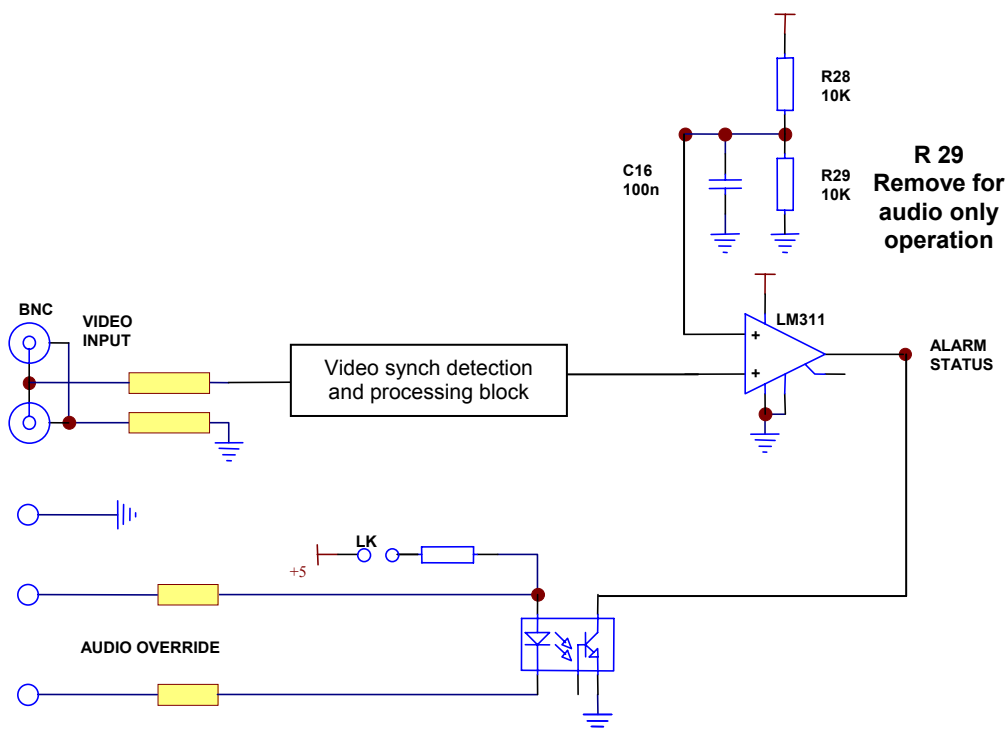 R28
10K
C16
100n
R29
10K
R 29
Remove for
audio only
operation
BNC
VIDEO
INPUT
LM311
+
+
ALARM
STATUS
Video synch detection
and processing block
LK
+5
AUDIO OVERRIDE